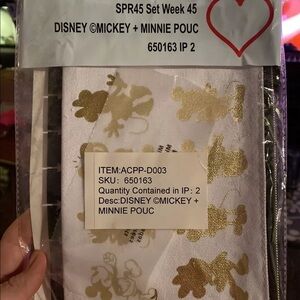 SPR45 Set Week 45
DISNEY ©MICKEY + MINNIE POUC
650163 IP 2
ITEM:ACPP-D003
SKU: 650163
Quantity Contained in IP: 2
Desc:DISNEY ©MICKEY +
MINNIE POUC